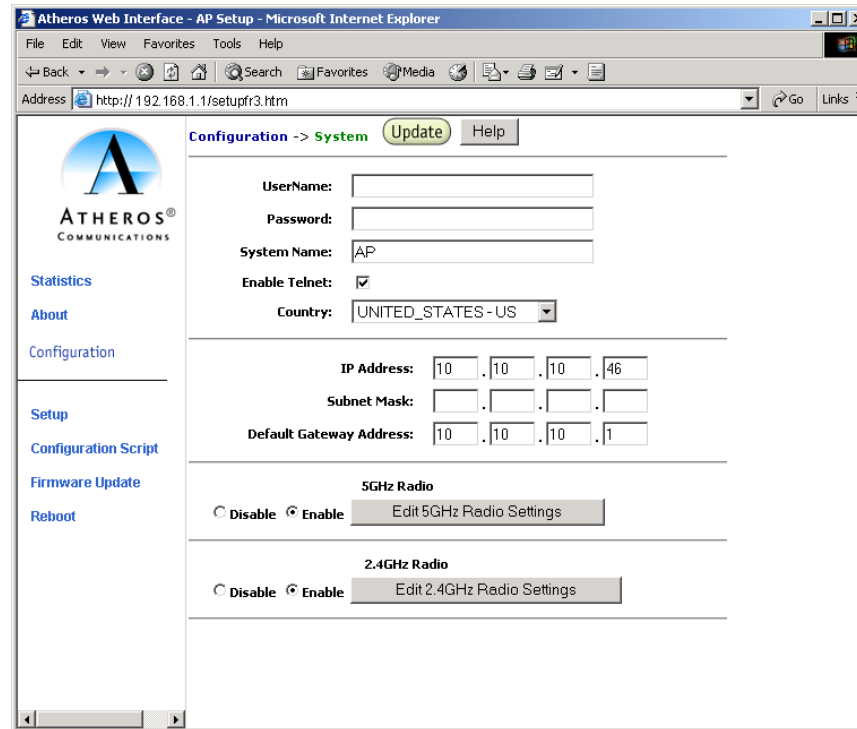 Atheros Web Interface - AP Setup - Microsoft Internet Explorer
File Edit View Favorites Tools Help
Back Search Favorites Media
Address http://192.168.1.1/setupfr3.htm Go Links
Configuration -> System Update Help
ATHEROS®
COMMUNICATIONS
Statistics
About
Configuration
Setup
Configuration Script
Firmware Update
Reboot
UserName:
Password:
System Name: AP
Enable Telnet:
Country: UNITED_STATES - US
IP Address: 10 . 10 . 10 . 46
Subnet Mask: . . .
Default Gateway Address: 10 . 10 . 10 . 1
5GHz Radio
Disable Enable Edit 5GHz Radio Settings
2.4GHz Radio
Disable Enable Edit 2.4GHz Radio Settings